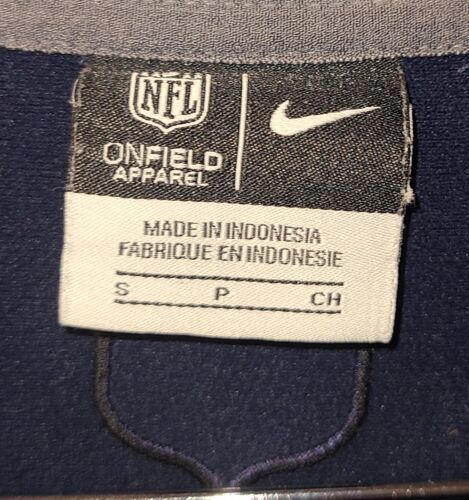 NFL
ONFIELD
APPAREL
MADE IN INDONESIA
FABRIQUE EN INDONESIE
S P CH